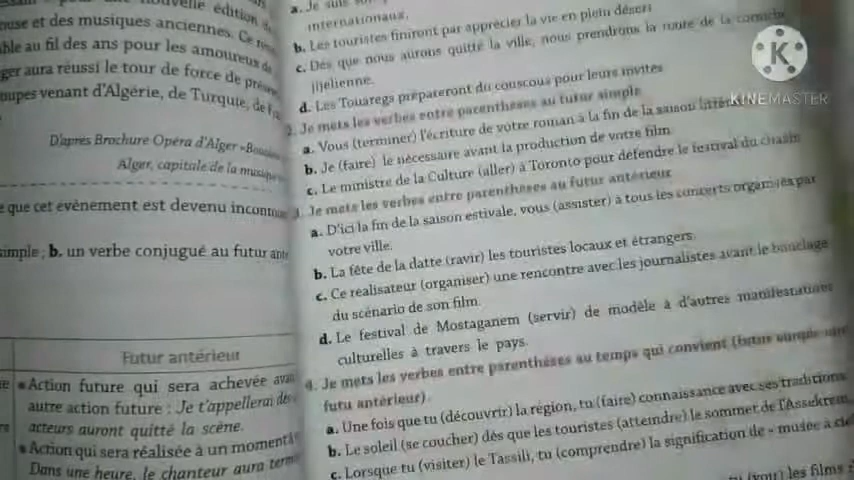 nouvelle édition
use et des musiques anciennes. Ce
ble au fil des ans pour les amoureux de
ger aura réussi le tour de force de
oupes venant d'Algérie, de Turquie, de
D'après Brochure Opéra d'Alger
Alger, capitale de la musique
e que cet évènement est devenu
simple ; b. un verbe conjugué au futur
Futur antérieur
Action future qui sera achevée
autre action future : Je t'appellerai
acteurs auront quitté la scène.
Action qui sera réalisée à un moment
Dans une heure, le chanteur aura
a. Je suis
internationaux.
b. Les touristes finiront par apprécier la vie en plein désert
c. Dès que nous aurons quitté la ville, nous prendrons la route de la corniche
jijelienne.
d. Les Touaregs prépareront du couscous pour leurs invités
2. Je mets les verbes entre parenthèses au futur simple
a. Vous (terminer) l'écriture de votre roman à la fin de la saison
b. Je (faire) le nécessaire avant la production de votre film
c. Le ministre de la Culture (aller) à Toronto pour défendre le festival du
3. Je mets les verbes entre parenthèses au futur antérieur
a. D'ici la fin de la saison estivale, vous (assister) à tous les concerts organisés par
votre ville.
b. La fête de la datte (ravir) les touristes locaux et étrangers.
c. Ce réalisateur (organiser) une rencontre avec les journalistes avant le bouclage
du scénario de son film.
d. Le festival de Mostaganem (servir) de modèle à d'autres manifestations
culturelles à travers le pays.
4. Je mets les verbes entre parenthèses au temps qui convient (futur simple
futu antérieur)
a. Une fois que tu (découvrir) la région, tu (faire) connaissance avec ses traditions
b. Le soleil (se coucher) dès que les touristes (atteindre) le sommet de l'Assekrem
c. Lorsque tu (visiter) le Tassili, tu (comprendre) la signification de « musée à ciel
tu (voir) les films
KINEMASTER